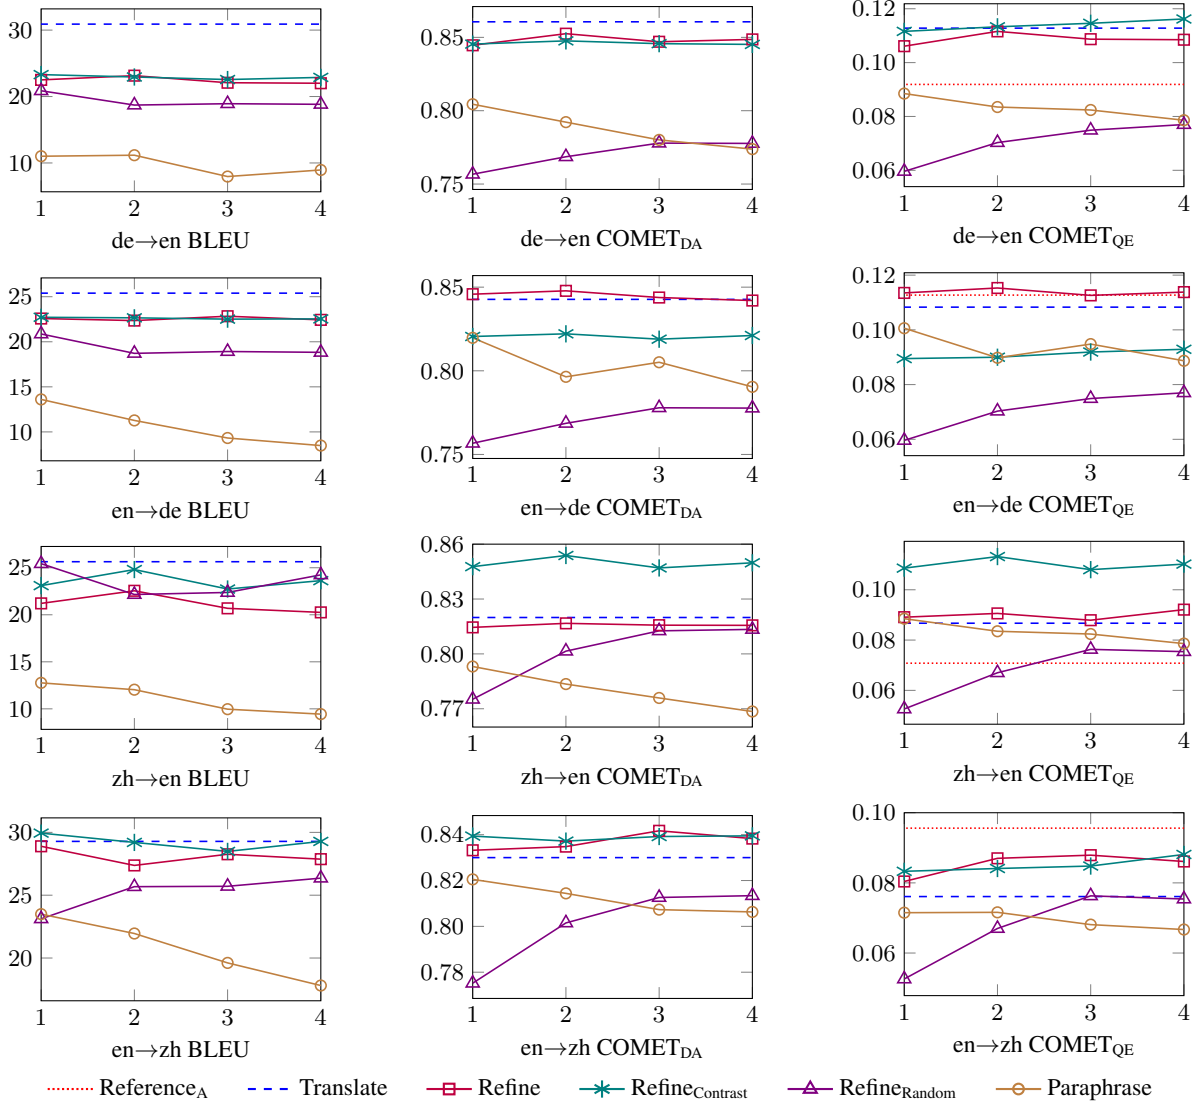 30
20
10
1 2 3 4
de→en BLEU
0.85
0.80
0.75
1 2 3 4
de→en COMET_DA
0.12
0.10
0.08
0.06
1 2 3 4
de→en COMET_QE
25
20
15
10
1 2 3 4
en→de BLEU
0.85
0.80
0.75
1 2 3 4
en→de COMET_DA
0.12
0.10
0.08
0.06
1 2 3 4
en→de COMET_QE
25
20
15
10
1 2 3 4
zh→en BLEU
0.86
0.83
0.80
0.77
1 2 3 4
zh→en COMET_DA
0.10
0.08
0.06
1 2 3 4
zh→en COMET_QE
30
25
20
1 2 3 4
en→zh BLEU
0.84
0.82
0.80
0.78
1 2 3 4
en→zh COMET_DA
0.10
0.08
0.06
1 2 3 4
en→zh COMET_QE
Reference_A Translate Refine Refine_Contrast Refine_Random Paraphrase